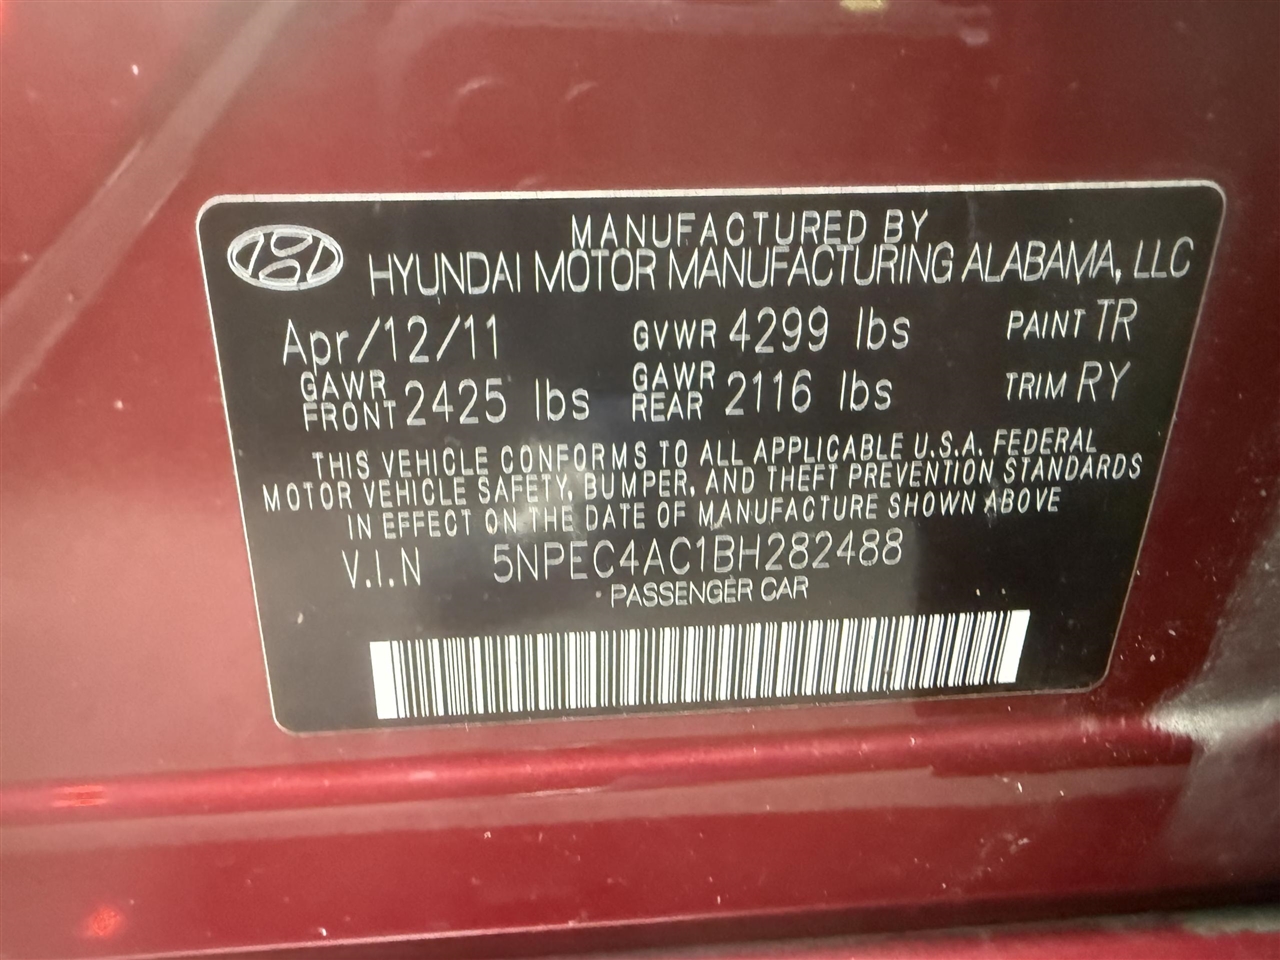 MANUFACTURED BY
HYUNDAI MOTOR MANUFACTURING ALABAMA, LLC
Apr/12/11 GVWR 4299 lbs PAINT TR
GAWR FRONT 2425 lbs GAWR REAR 2116 lbs TRIM RY
THIS VEHICLE CONFORMS TO ALL APPLICABLE U.S.A. FEDERAL
MOTOR VEHICLE SAFETY, BUMPER, AND THEFT PREVENTION STANDARDS
IN EFFECT ON THE DATE OF MANUFACTURE SHOWN ABOVE
V.I.N 5NPEC4AC1BH282488
PASSENGER CAR